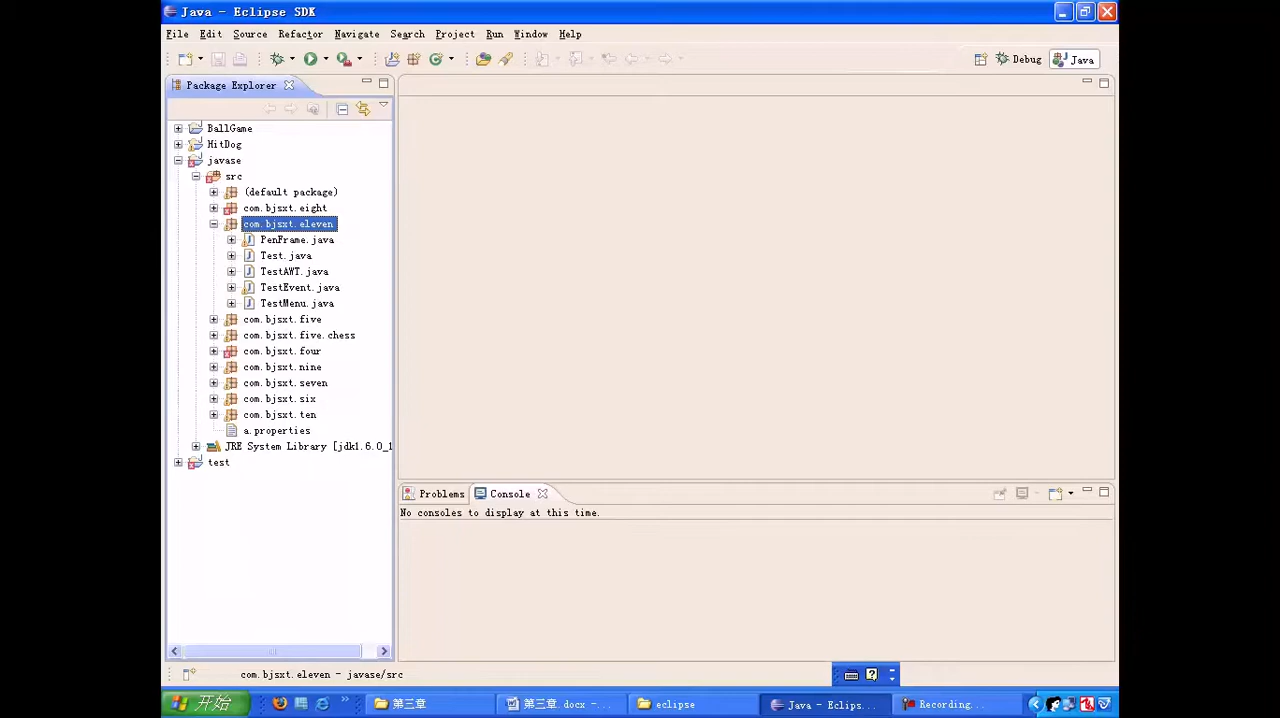 Java - Eclipse SDK
File Edit Source Refactor Navigate Search Project Run Window Help
Debug Java
Package Explorer
BallGame
HitDog
javase
src
(default package)
com.bjsxt.eight
com.bjsxt.eleven
PenFrame.java
Test.java
TestAWT.java
TestEvent.java
TestMenu.java
com.bjsxt.five
com.bjsxt.five.chess
com.bjsxt.four
com.bjsxt.nine
com.bjsxt.seven
com.bjsxt.six
com.bjsxt.ten
a.properties
JRE System Library [jdk1.6.0_1
test
Problems Console
No consoles to display at this time.
com.bjsxt.eleven - javase/src
开始 第三章 第三章.docx -... eclipse Java - Eclips... Recording...